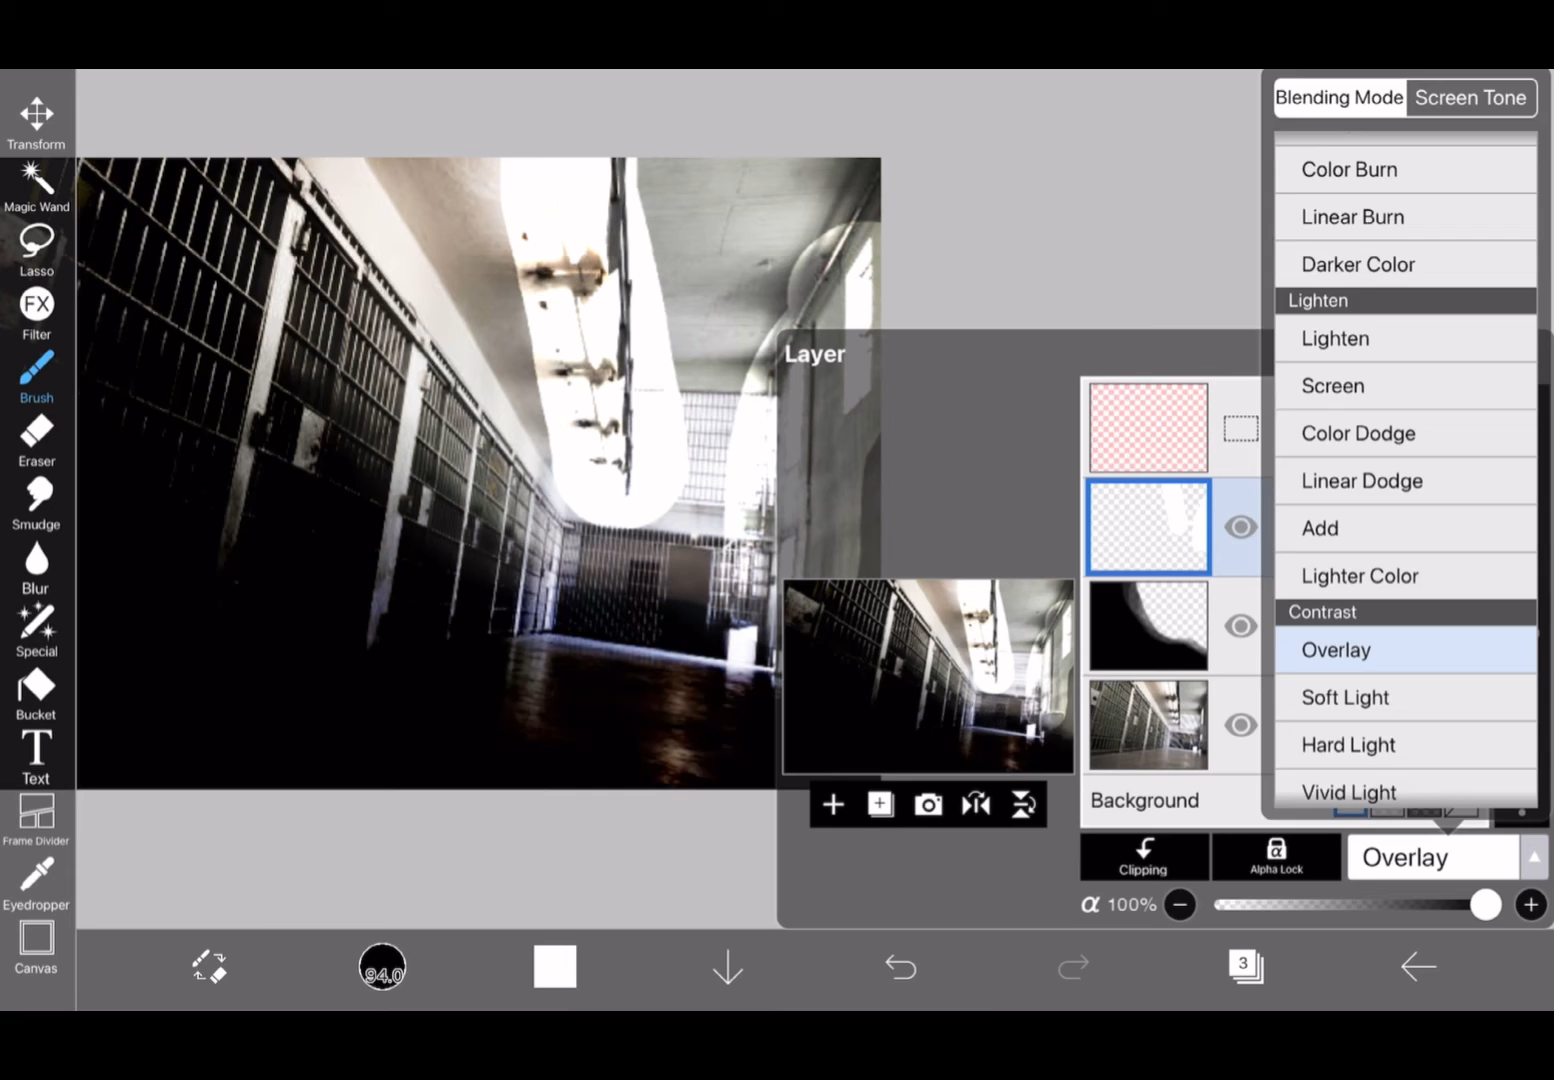 Transform
Magic Wand
Lasso
FX
Filter
Brush
Eraser
Smudge
Blur
Special
Bucket
T
Text
Frame Divider
Eyedropper
Canvas
Layer
Background
Clipping
α
Alpha Lock
Overlay
α 100%
94.0
3
Blending Mode
Screen Tone
Color Burn
Linear Burn
Darker Color
Lighten
Lighten
Screen
Color Dodge
Linear Dodge
Add
Lighter Color
Contrast
Overlay
Soft Light
Hard Light
Vivid Light